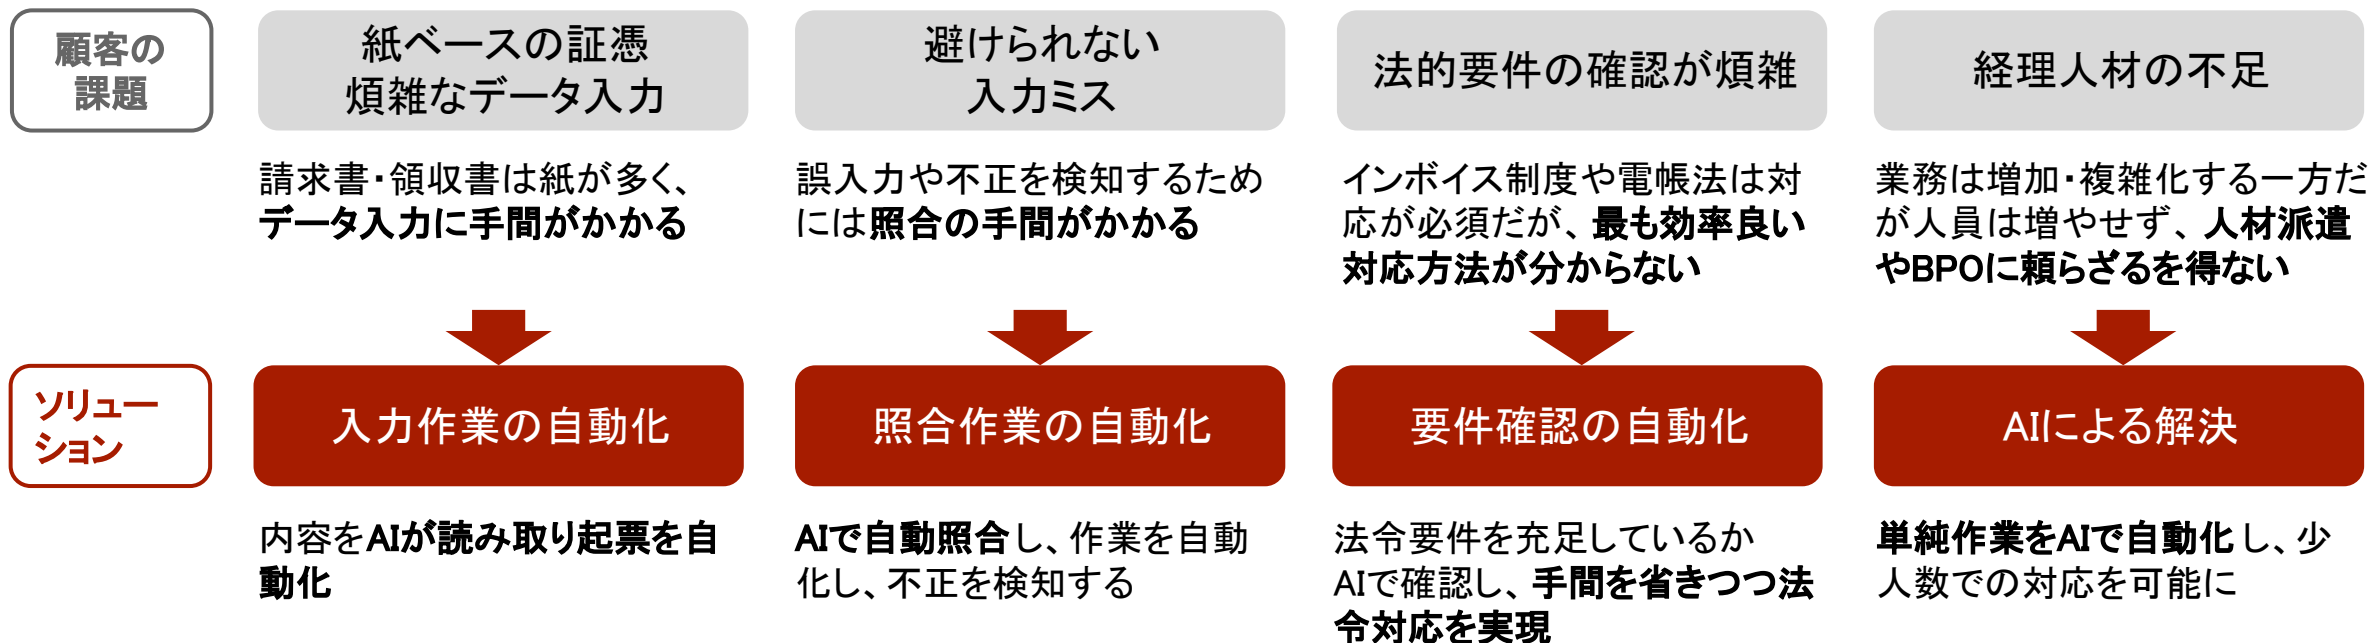 顧客の
課題
紙ベースの証憑
煩雑なデータ入力
避けられない
入力ミス
法的要件の確認が煩雑
経理人材の不足
請求書・領収書は紙が多く、
データ入力に手間がかかる
誤入力や不正を検知するため
には照合の手間がかかる
インボイス制度や電帳法は対
応が必須だが、最も効率良い
対応方法が分からない
業務は増加・複雑化する一方だ
が人員は増やせず、人材派遣
やBPOに頼らざるを得ない
ソリュー
ション
入力作業の自動化
照合作業の自動化
要件確認の自動化
AIによる解決
内容をAIが読み取り起票を自
動化
AIで自動照合し、作業を自動
化し、不正を検知する
法令要件を充足しているか
AIで確認し、手間を省きつつ法
令対応を実現
単純作業をAIで自動化し、少
人数での対応を可能に